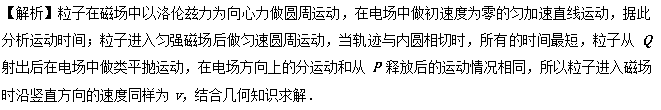 【解析】粒子在磁场中以洛伦兹力为向心力做圆周运动，在电场中做初速度为零的匀加速直线运动，据此
分析运动时间；粒子进入匀强磁场后做匀速圆周运动，当轨迹与内圆相切时，所有的时间最短，粒子从 Q
射出后在电场中做类平抛运动，在电场方向上的分运动和从 P 释放后的运动情况相同，所以粒子进入磁场
时沿竖直方向的速度同样为 v，结合几何知识求解．